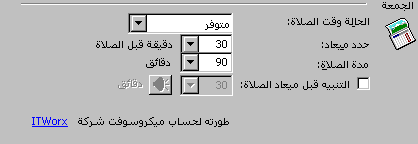 الجمعة
الحالة وقت الصلاة: متوفر
حدد ميعاد: 30 دقيقة قبل الصلاة
مدة الصلاة: 90 دقائق
التنبيه قبل ميعاد الصلاة: 30 دقائق
طورته لحساب ميكروسوفت شركة ITWorx